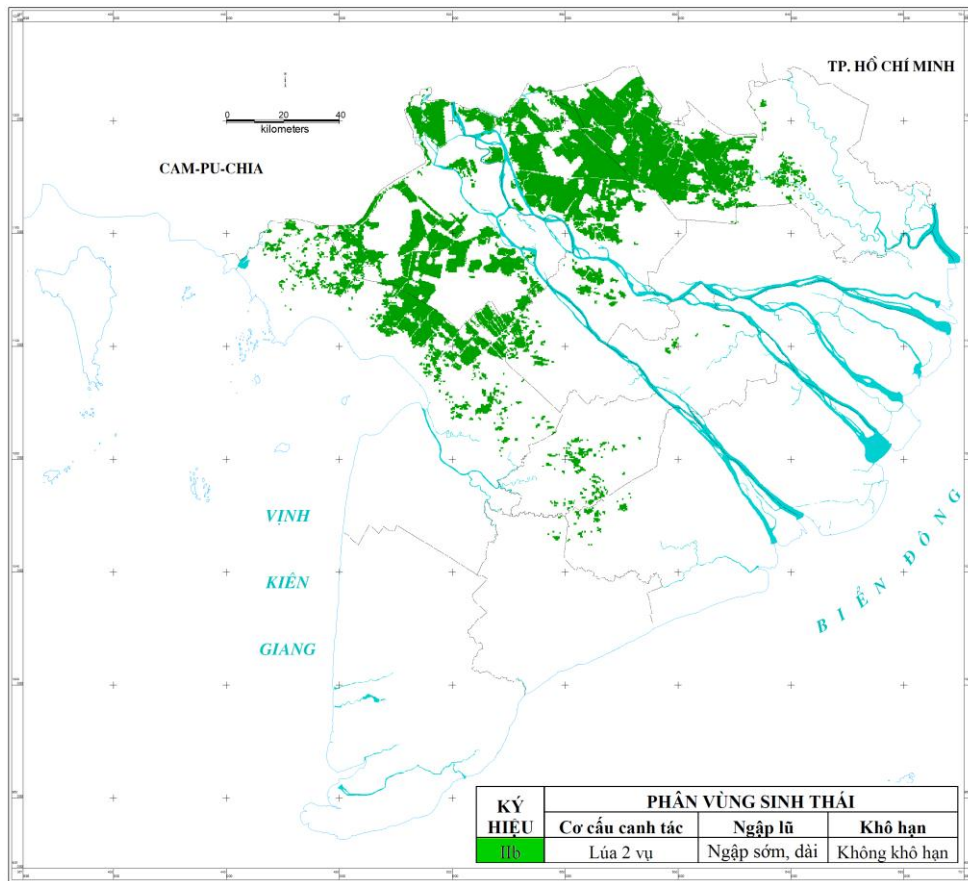 TP. HỒ CHÍ MINH
0 20 40
kilometers
CAM-PU-CHIA
VỊNH
KIÊN
GIANG
BIỂN ĐÔNG
KÝ HIỆU
PHÂN VÙNG SINH THÁI
Cơ cấu canh tác Ngập lũ Khô hạn
IIb Lúa 2 vụ Ngập sớm, dài Không khô hạn